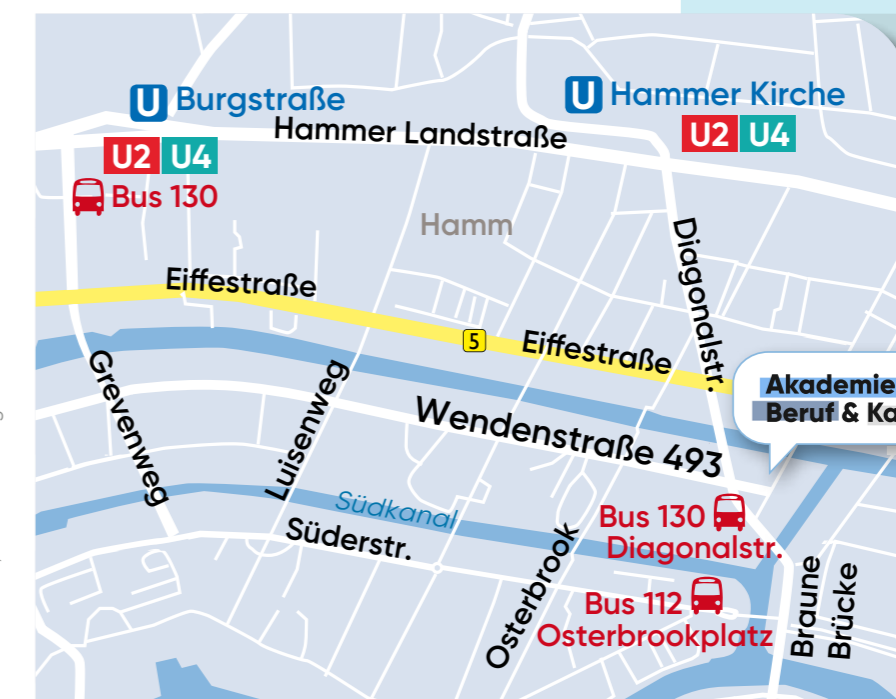 U Burgstraße
U2 U4
Bus 130
Hammer Landstraße
U Hammer Kirche
U2 U4
Hamm
Diagonalstr.
Eiffestraße
5
Eiffestraße
Akademie
Beruf & Ka
Grevenweg
Luisenweg
Wendenstraße 493
Südkanal
Süderstr.
Osterbrook
Bus 130
Diagonalstr.
Bus 112
Osterbrookplatz
Braune
Brücke